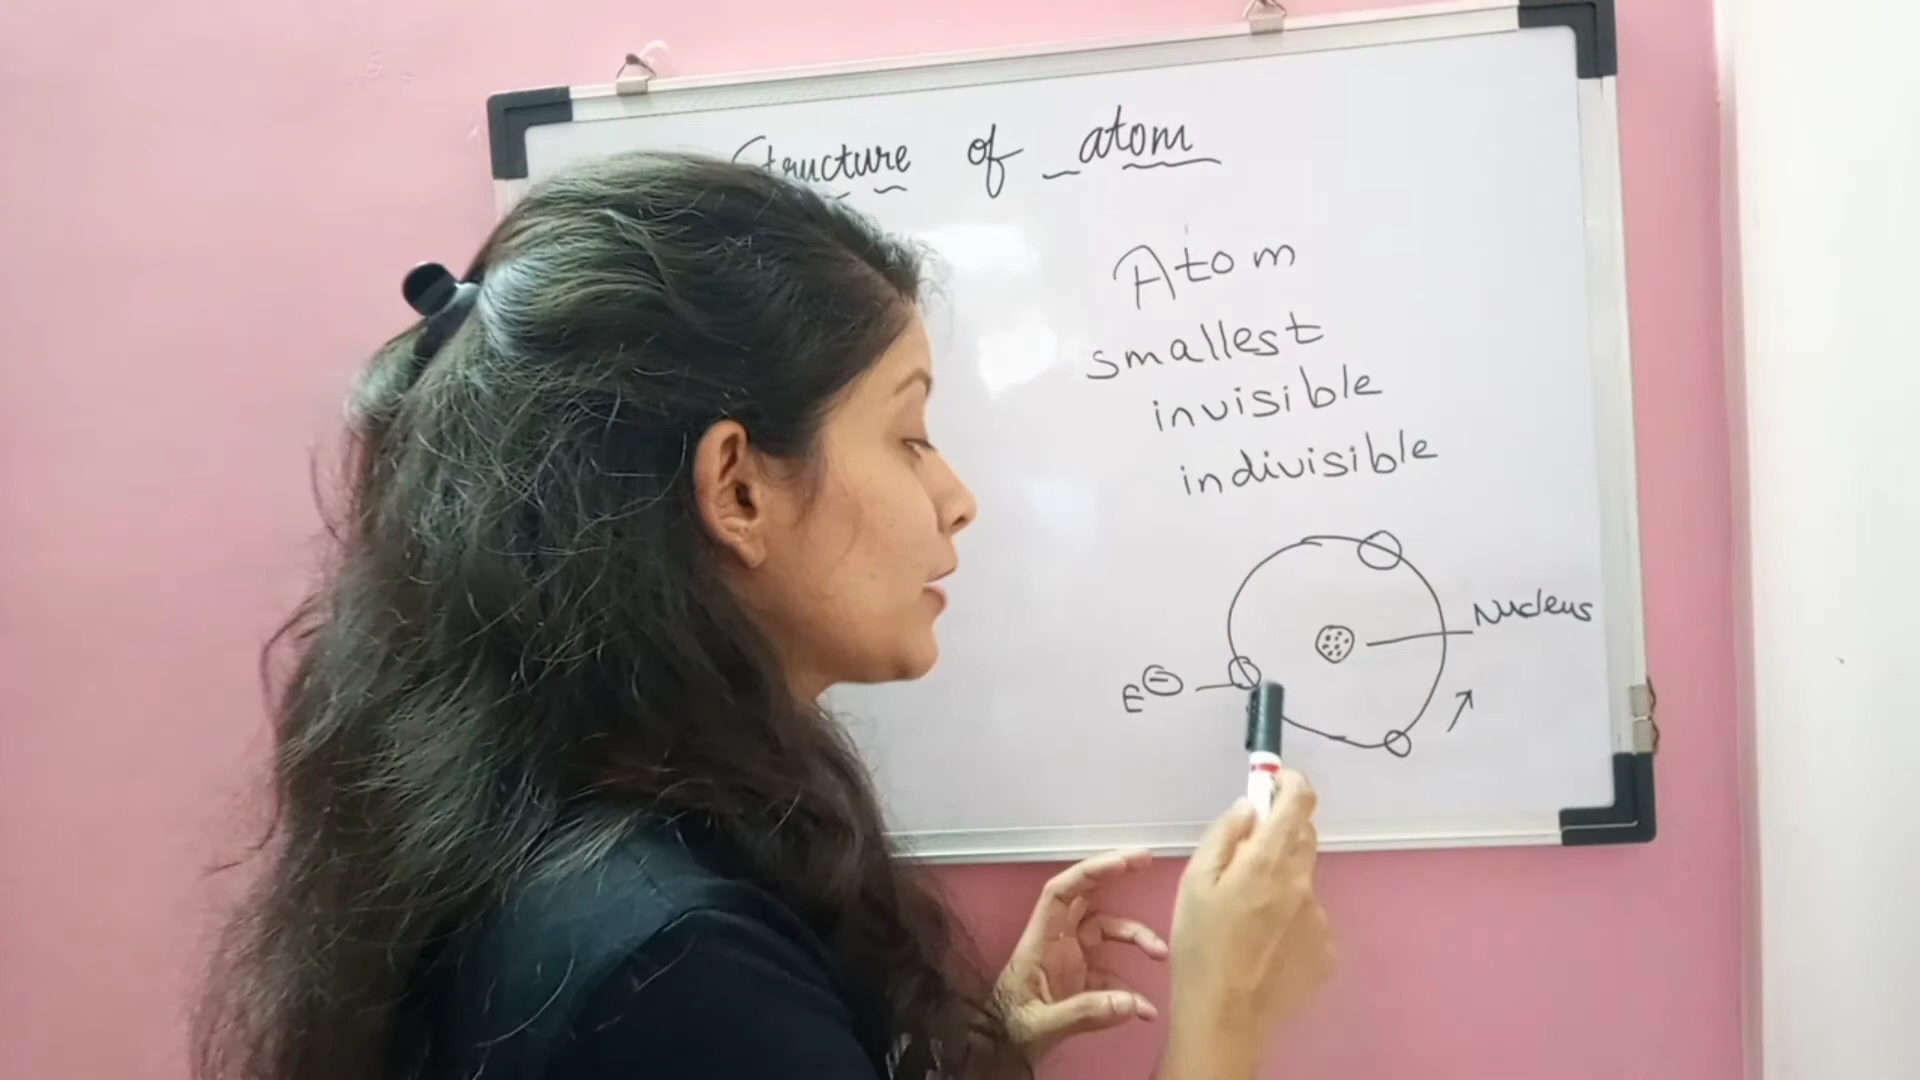 Structure of atom
Atom
smallest
invisible
indivisible
Nucleus
E⊖